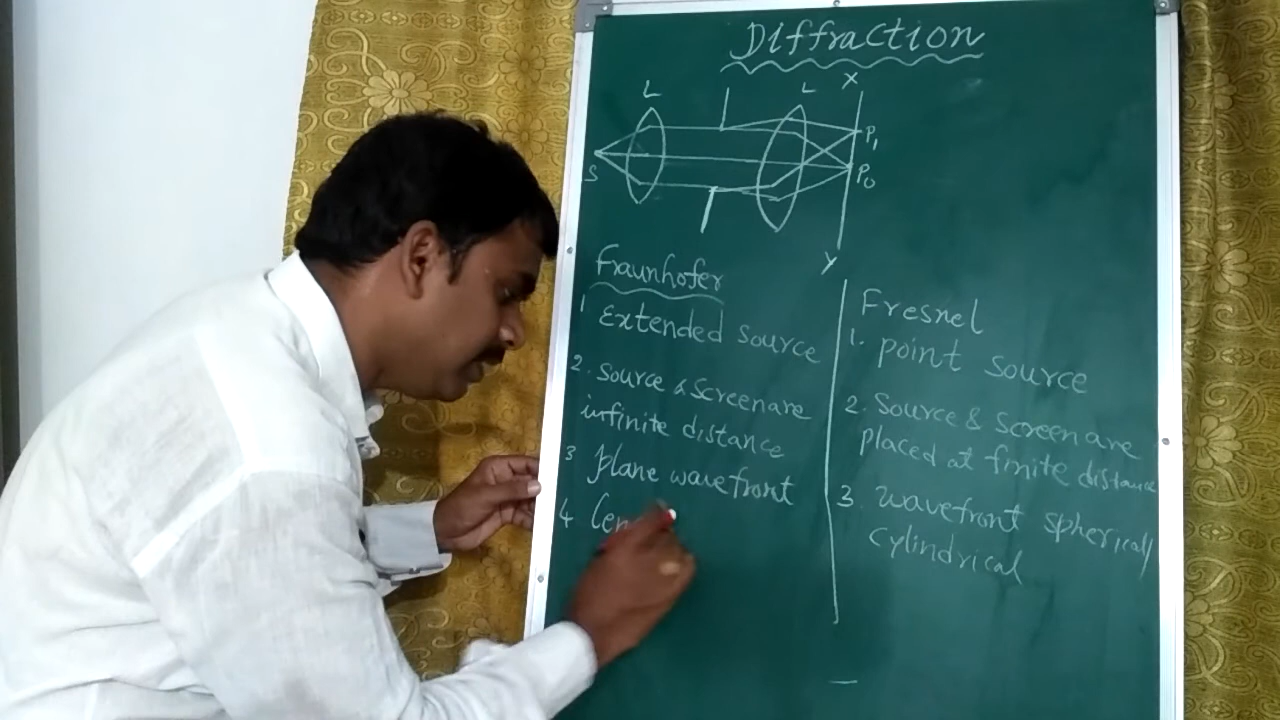 Diffraction
L
L
X
S
P1
P0
Y
Fraunhofer
1 Extended source
2. Source & Screen are
infinite distance
3 Plane wavefront
4 len
Fresnel
1. Point source
2. Source & Screen are
placed at finite distance
3. wavefront spherical/
cylindrical